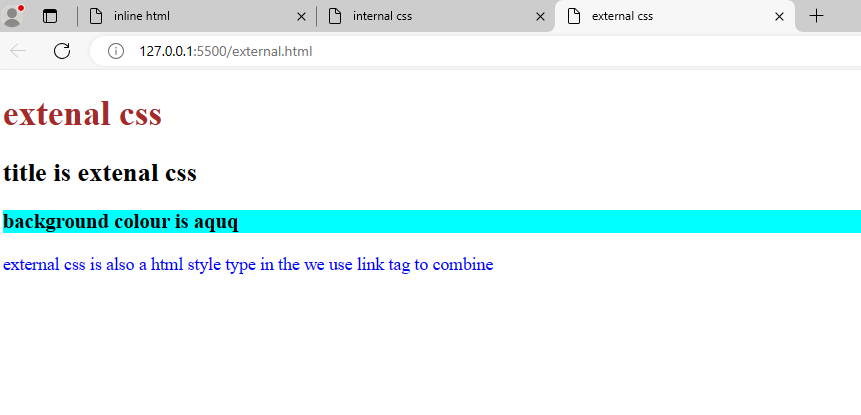 inline html
internal css
external css
127.0.0.1:5500/external.html
extenal css
title is extenal css
background colour is aquq
external css is also a html style type in the we use link tag to combine